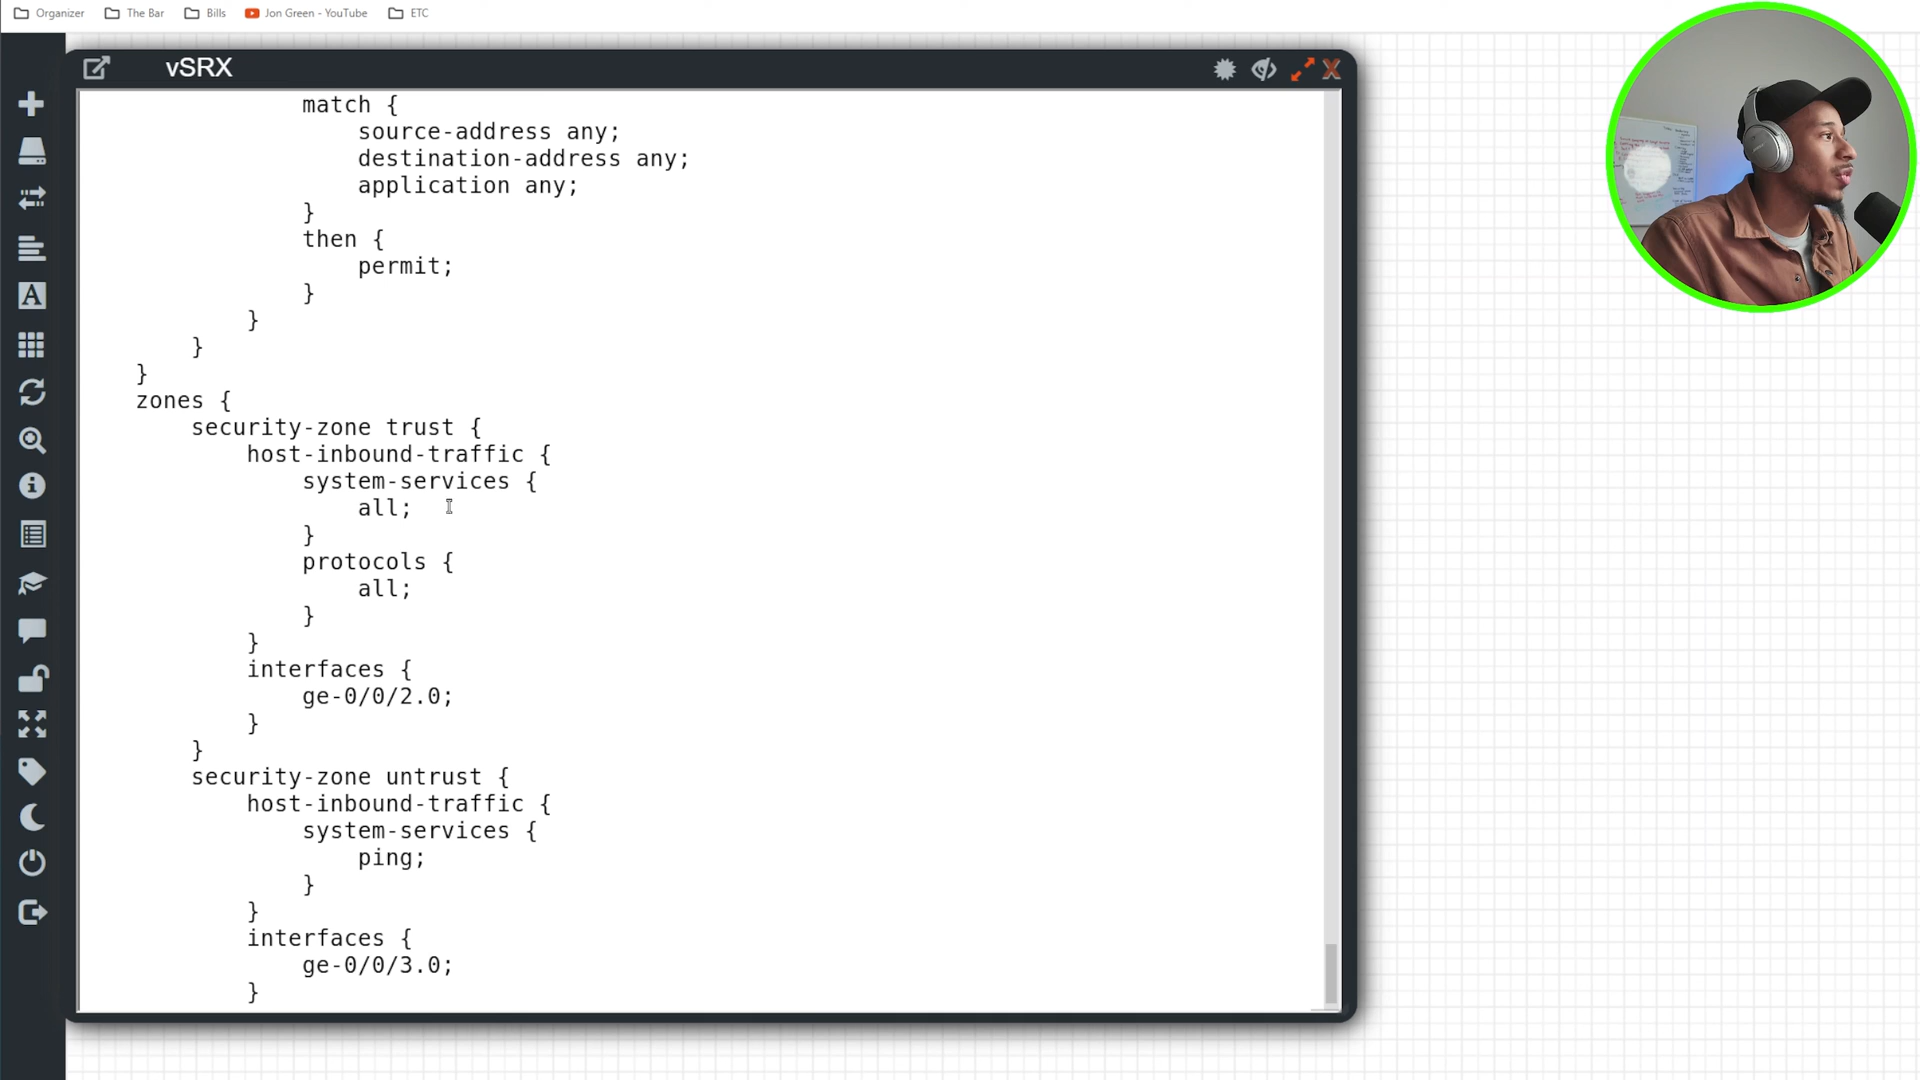 Organizer
The Bar
Bills
Jon Green - YouTube
ETC
vSRX
match {
source-address any;
destination-address any;
application any;
}
then {
permit;
}
}
}
}
zones {
security-zone trust {
host-inbound-traffic {
system-services {
all;
}
protocols {
all;
}
}
interfaces {
ge-0/0/2.0;
}
}
security-zone untrust {
host-inbound-traffic {
system-services {
ping;
}
}
interfaces {
ge-0/0/3.0;
}